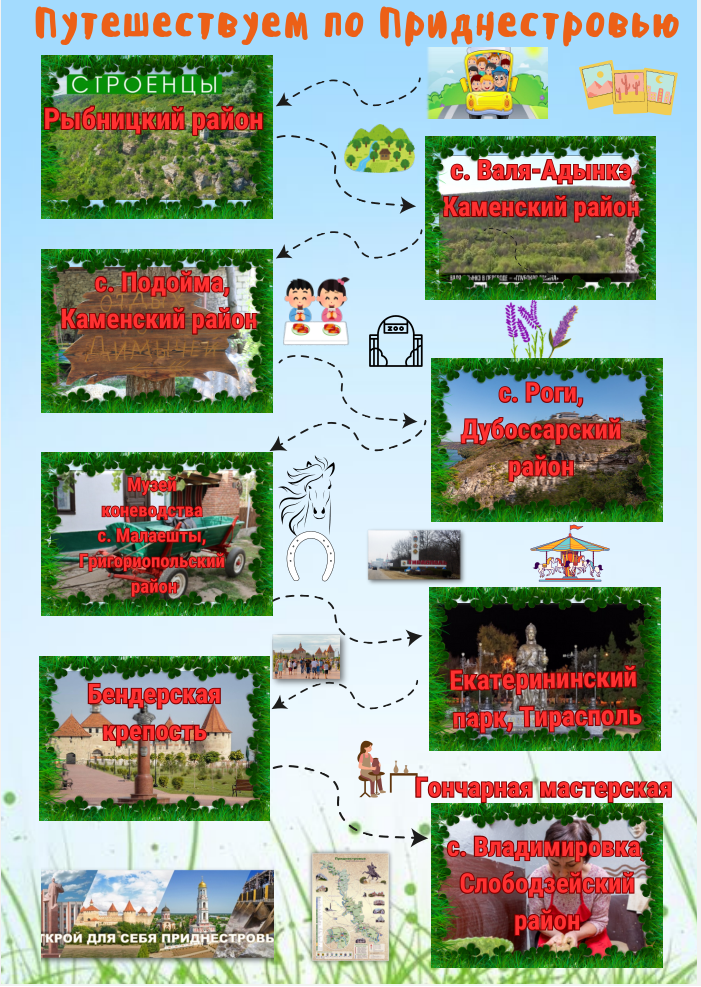 Путешествуем по Приднестровью
СТРОЕНЦЫ
Рыбницкий район
с. Валя-Адынкэ
Каменский район
с. Подойма,
Каменский район
ZOO
с. Роги,
Дубоссарский
район
Музей
коневодства
с. Малаешты,
Григориопольский
район
Екатерининский
парк, Тирасполь
Бендерская
крепость
Гончарная мастерская
с. Владимировка
Слободзейский
район
ТКРОЙ ДЛЯ СЕБЯ ПРИДНЕСТРОВЬ